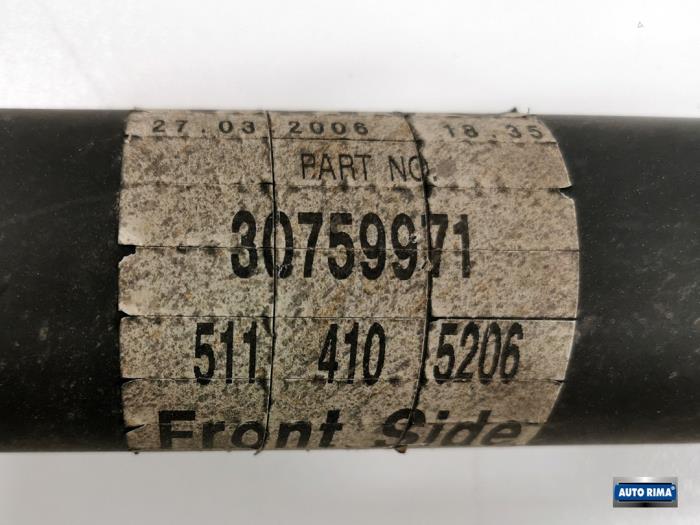 27.03 2006 18.35
PART NO.
30759971
511 410 5206
Front Side
AUTO RIMA®